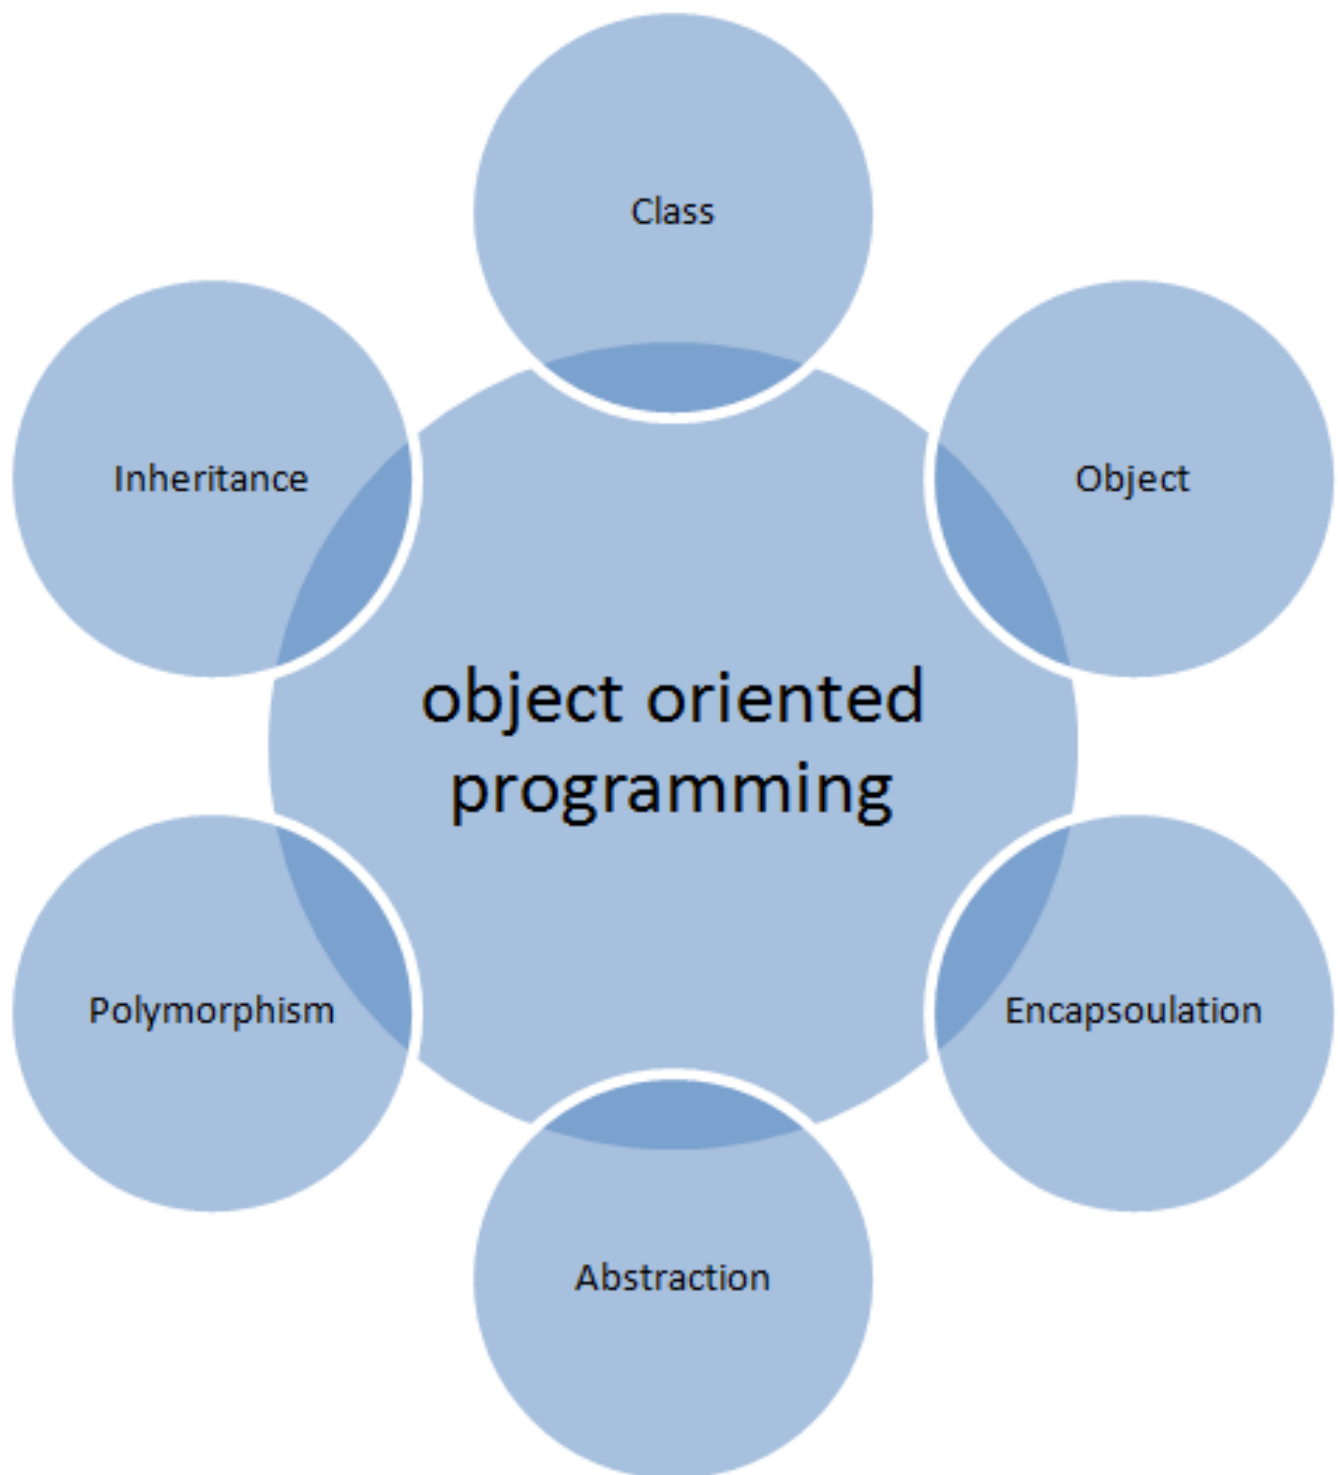 Class
Inheritance
Object
object oriented
programming
Polymorphism
Encapsoulation
Abstraction